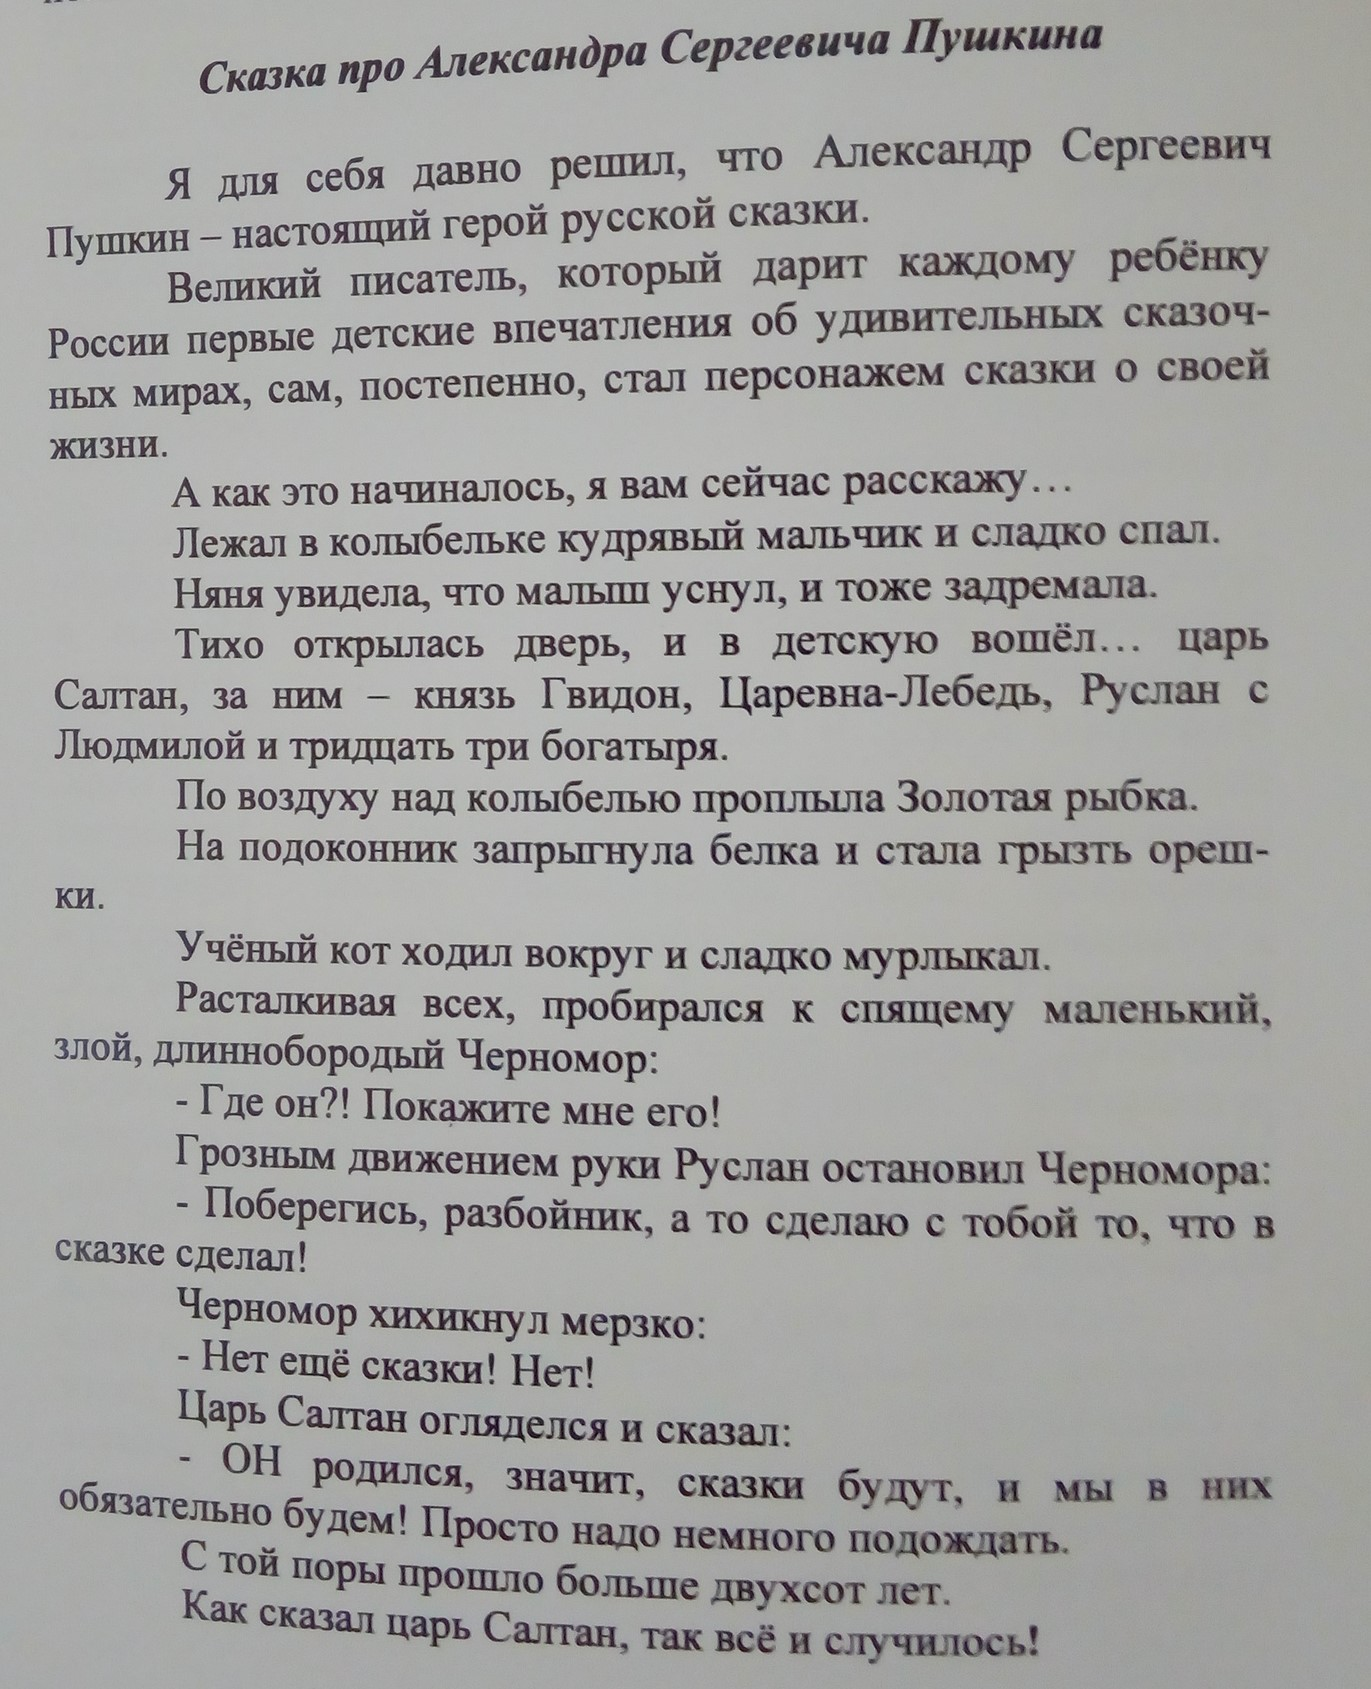 Сказка про Александра Сергеевича Пушкина
Я для себя давно решил, что Александр Сергеевич
Пушкин – настоящий герой русской сказки.
Великий писатель, который дарит каждому ребёнку
России первые детские впечатления об удивительных сказоч-
ных мирах, сам, постепенно, стал персонажем сказки о своей
жизни.
А как это начиналось, я вам сейчас расскажу…
Лежал в колыбельке кудрявый мальчик и сладко спал.
Няня увидела, что малыш уснул, и тоже задремала.
Тихо открылась дверь, и в детскую вошёл… царь
Салтан, за ним – князь Гвидон, Царевна-Лебедь, Руслан с
Людмилой и тридцать три богатыря.
По воздуху над колыбелью проплыла Золотая рыбка.
На подоконник запрыгнула белка и стала грызть ореш-
ки.
Учёный кот ходил вокруг и сладко мурлыкал.
Расталкивая всех, пробирался к спящему маленький,
злой, длиннобородый Черномор:
- Где он?! Покажите мне его!
Грозным движением руки Руслан остановил Черномора:
- Поберегись, разбойник, а то сделаю с тобой то, что в
сказке сделал!
Черномор хихикнул мерзко:
- Нет ещё сказки! Нет!
Царь Салтан огляделся и сказал:
- ОН родился, значит, сказки будут, и мы в них
обязательно будем! Просто надо немного подождать.
С той поры прошло больше двухсот лет.
Как сказал царь Салтан, так всё и случилось!